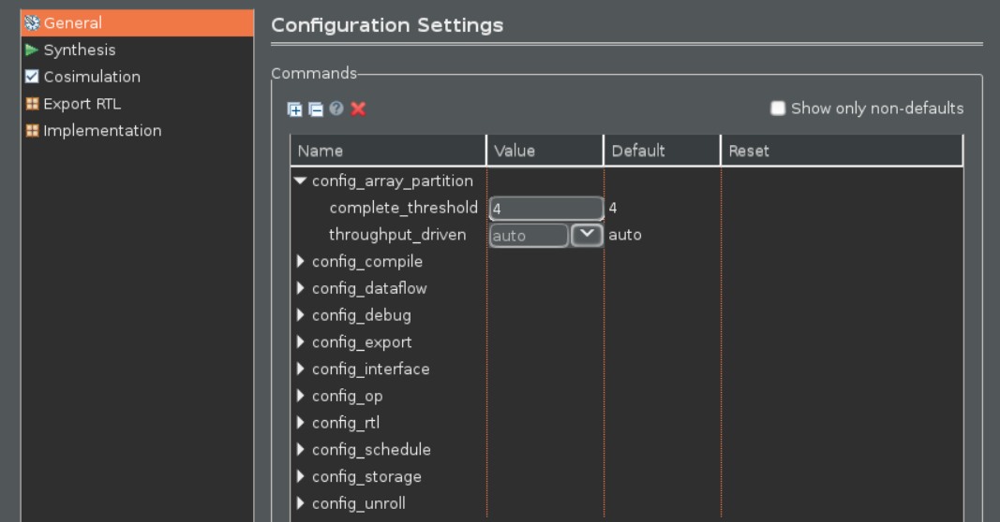 General
Synthesis
Cosimulation
Export RTL
Implementation
Configuration Settings
Commands
Show only non-defaults
Name Value Default Reset
config_array_partition
complete_threshold 4 4
throughput_driven auto auto
config_compile
config_dataflow
config_debug
config_export
config_interface
config_op
config_rtl
config_schedule
config_storage
config_unroll